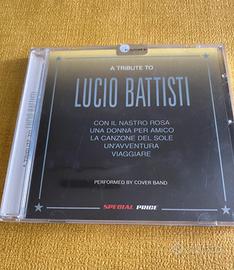 A TRIBUTE TO
LUCIO BATTISTI
CON IL NASTRO ROSA
UNA DONNA PER AMICO
LA CANZONE DEL SOLE
UN'AVVENTURA
VIAGGIARE
PERFORMED BY COVER BAND
SPECIAL PRICE